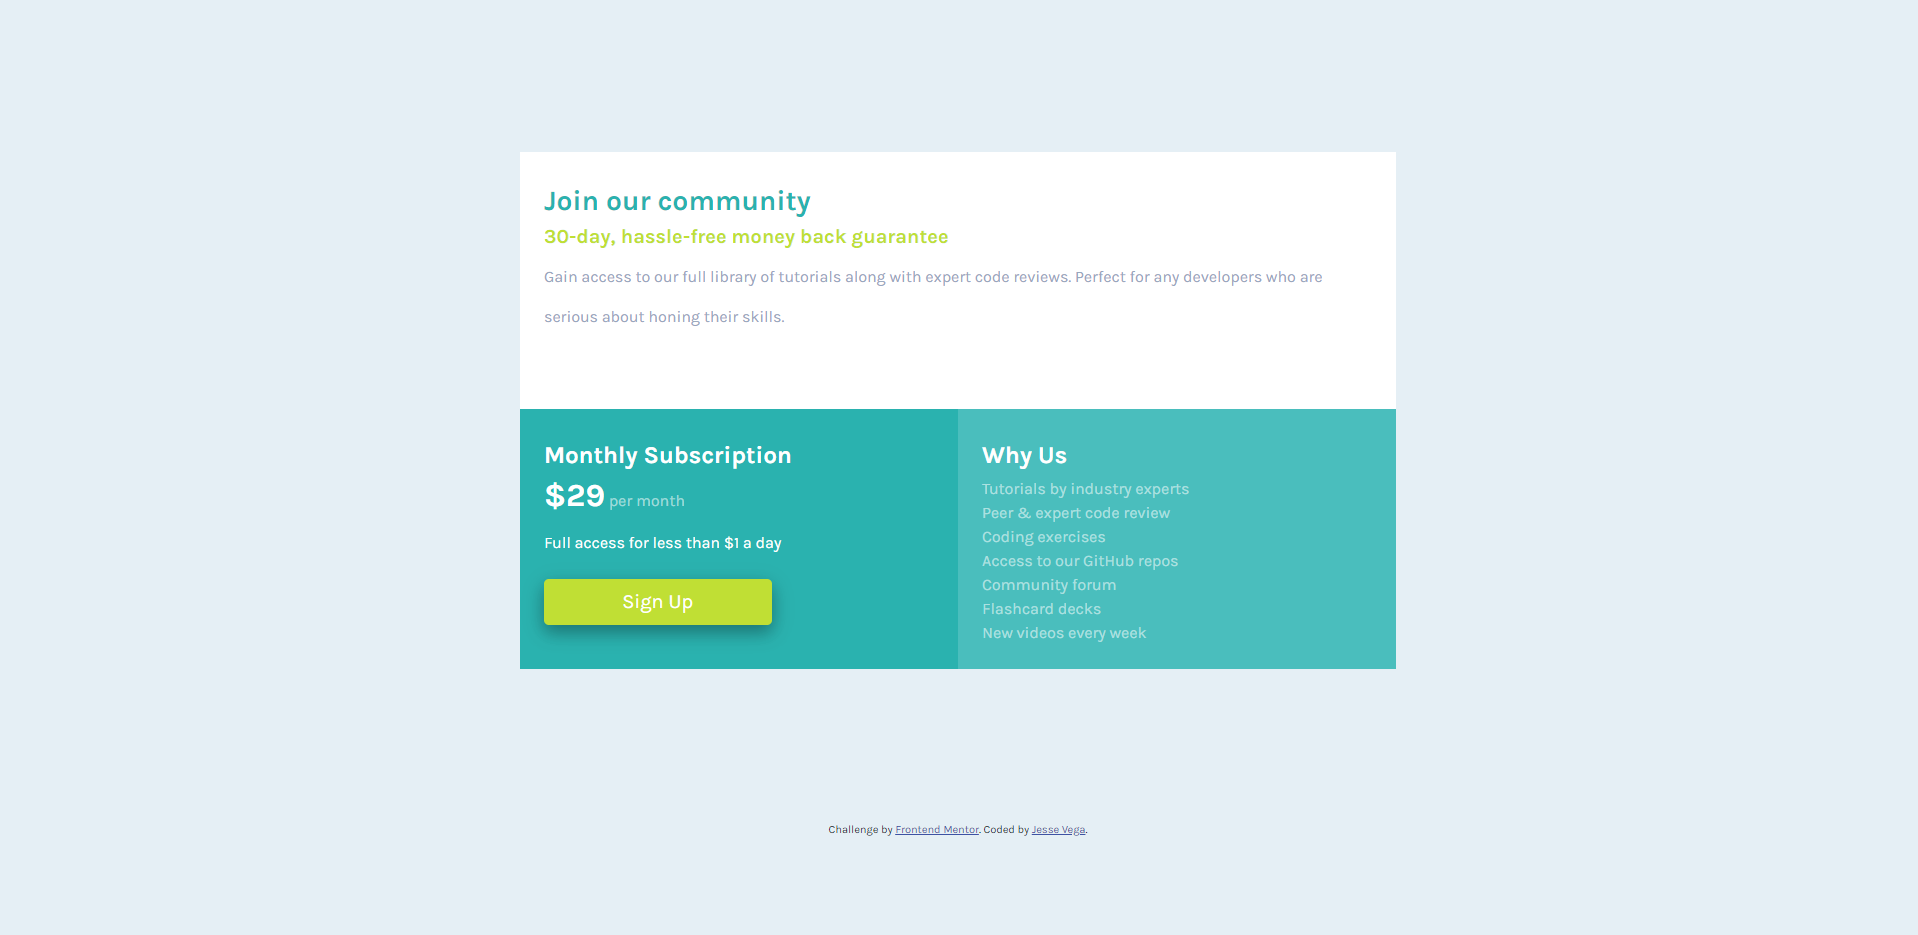 Join our community
30-day, hassle-free money back guarantee
Gain access to our full library of tutorials along with expert code reviews. Perfect for any developers who are
serious about honing their skills.
Monthly Subscription
$29 per month
Full access for less than $1 a day
Sign Up
Why Us
Tutorials by industry experts
Peer & expert code review
Coding exercises
Access to our GitHub repos
Community forum
Flashcard decks
New videos every week
Challenge by Frontend Mentor. Coded by Jesse Vega.